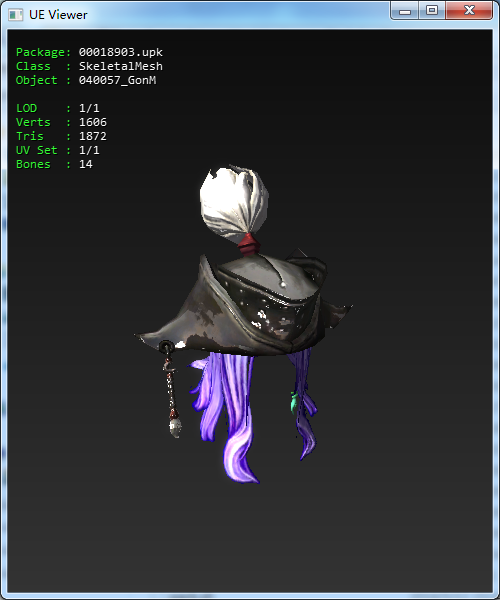 UE Viewer
Package: 00018903.upk
Class : SkeletalMesh
Object : 040057_GonM
LOD : 1/1
Verts : 1606
Tris : 1872
UV Set : 1/1
Bones : 14